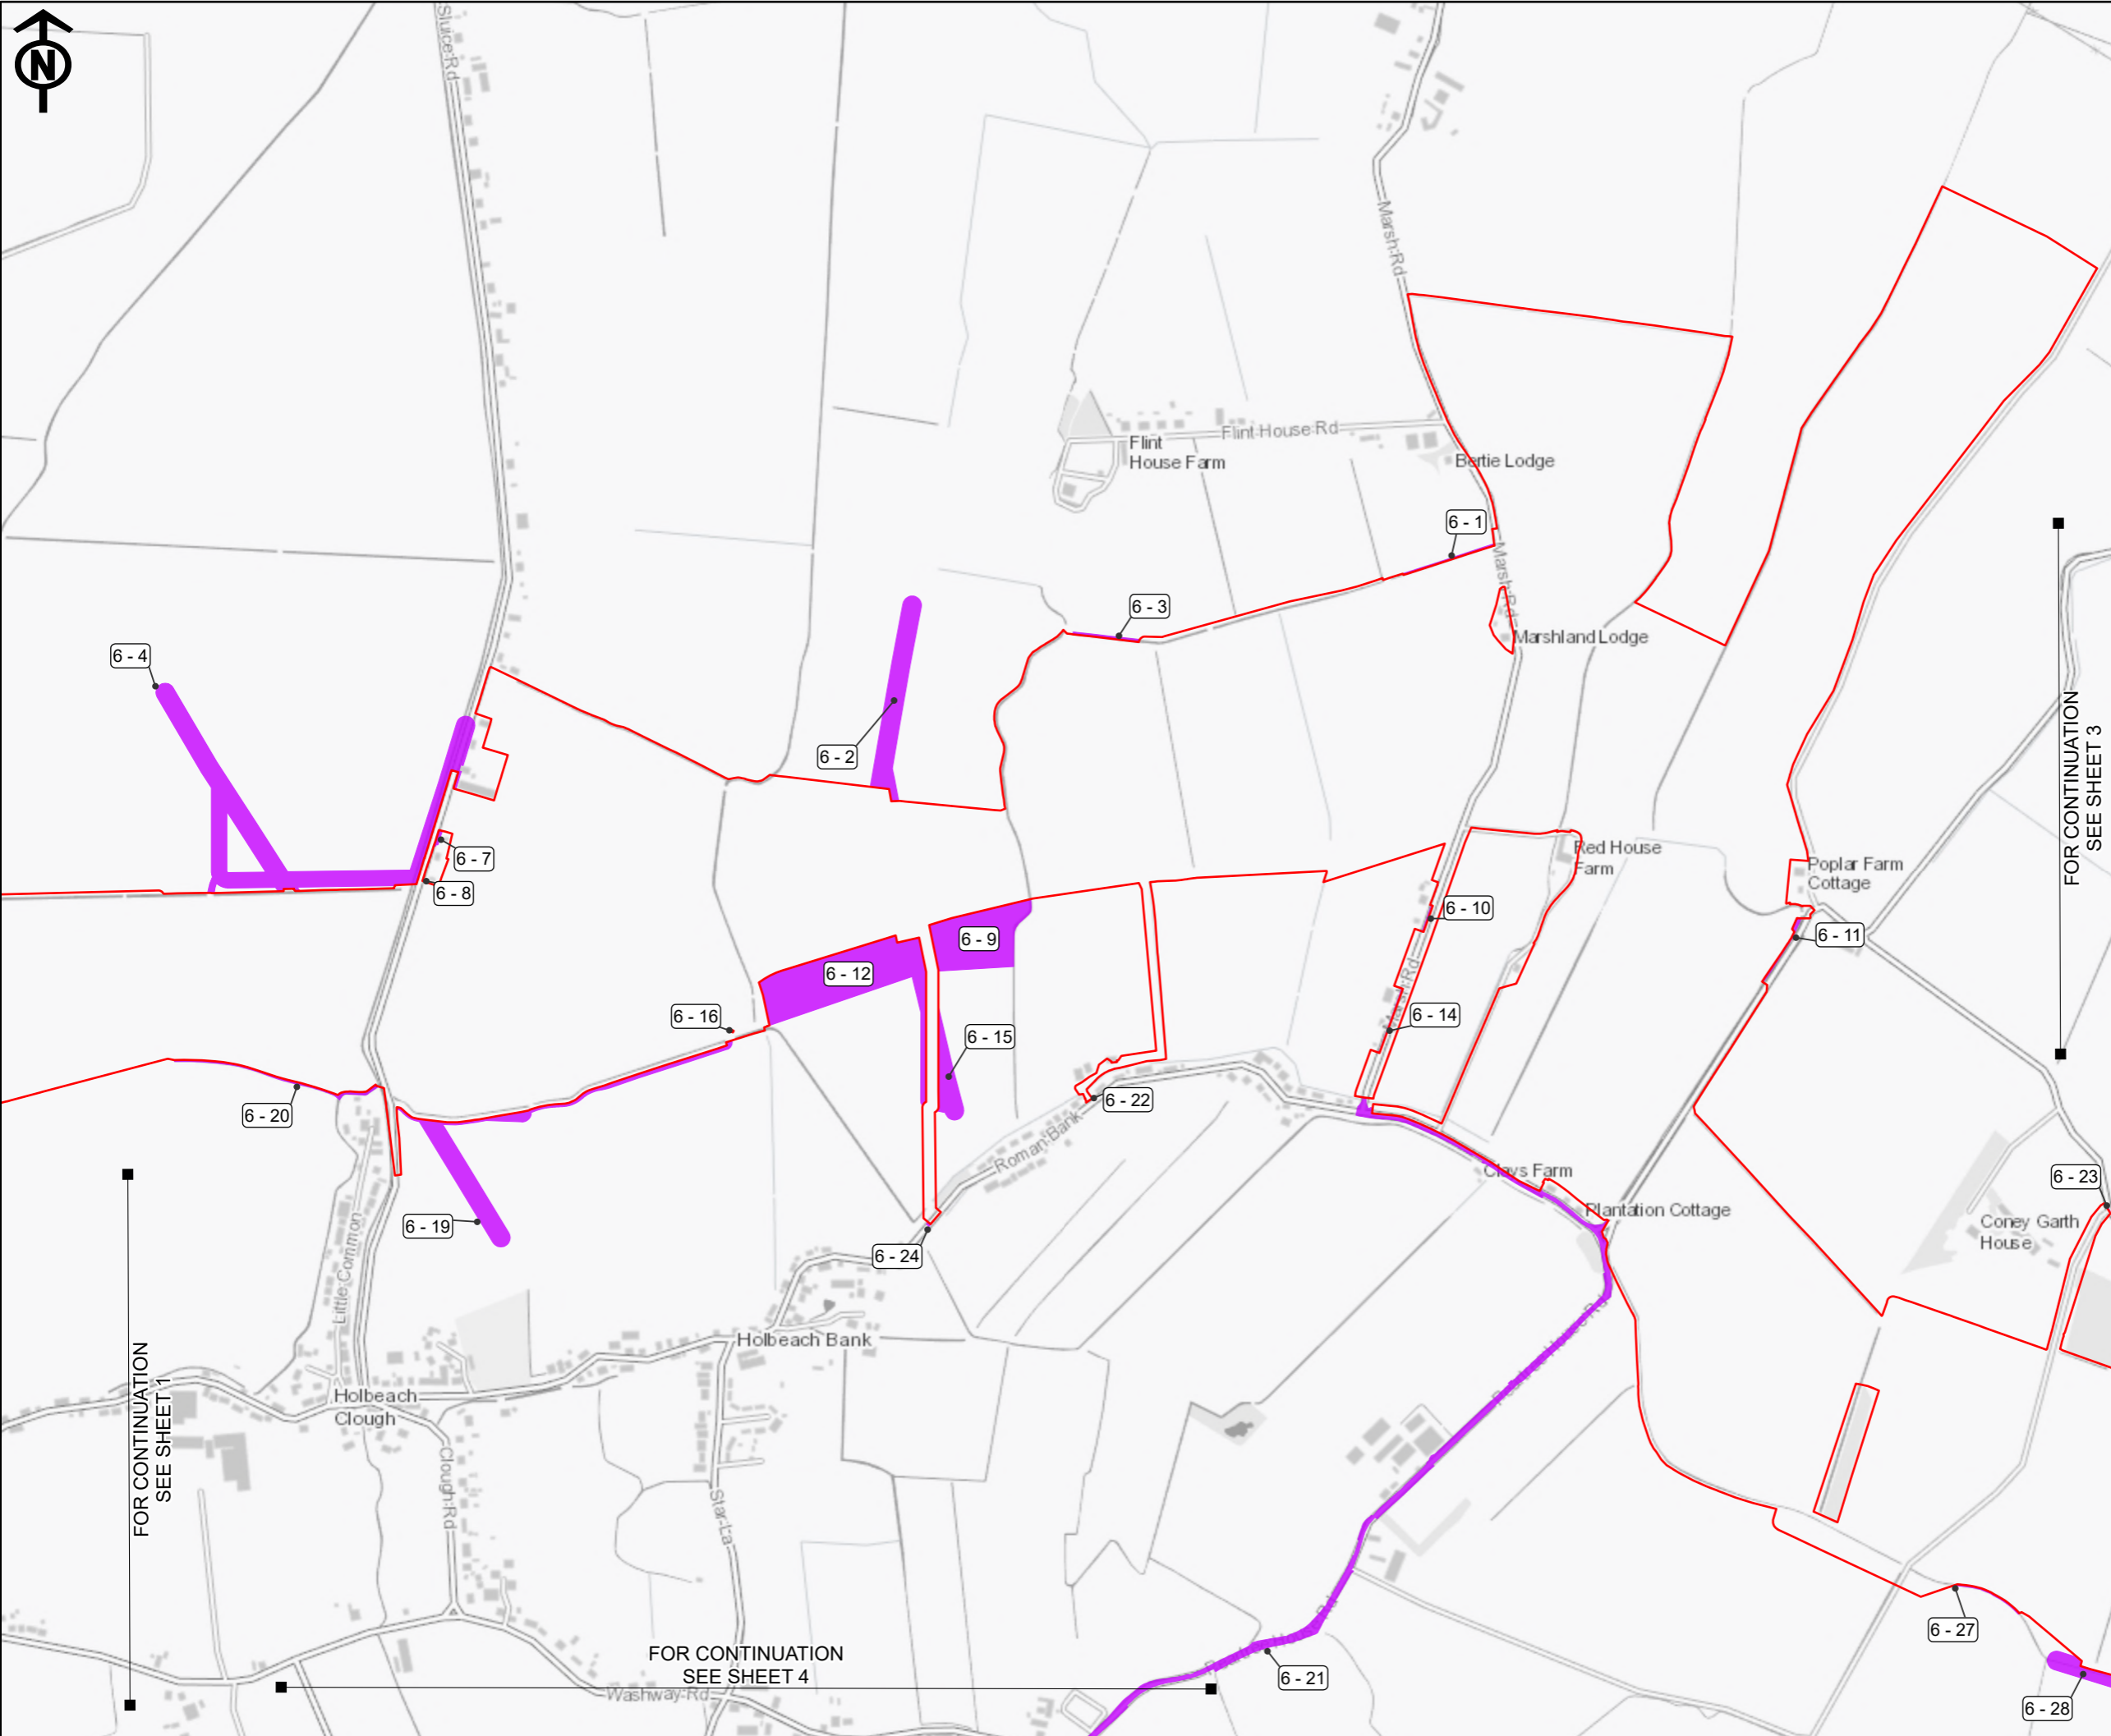 N
Sluice Rd
Marsh Rd
Flint House Rd
Flint
House Farm
Bertie Lodge
6 - 1
Marsh Rd
6 - 3
Marshland Lodge
6 - 4
6 - 2
FOR CONTINUATION
SEE SHEET 3
6 - 7
6 - 8
Red House
Farm
Poplar Farm
Cottage
6 - 10
6 - 11
6 - 9
6 - 12
Marsh Rd
6 - 14
6 - 16
6 - 15
6 - 20
6 - 22
Roman Bank
Clays Farm
6 - 23
Plantation Cottage
Coney Garth
House
6 - 19
6 - 24
Little Common
Holbeach Bank
Holbeach
Clough
FOR CONTINUATION
SEE SHEET 1
Clough Rd
Star La
6 - 27
FOR CONTINUATION
SEE SHEET 4
6 - 21
Washway Rd
6 - 28